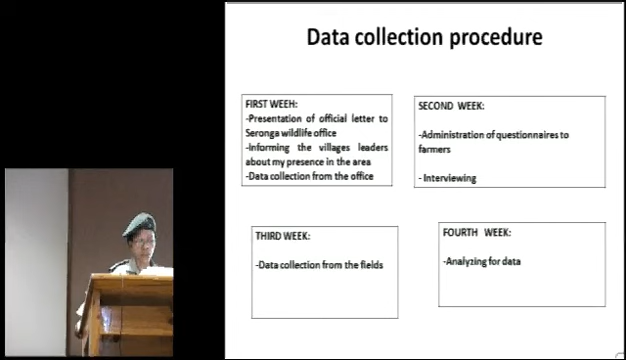 Data collection procedure
FIRST WEEH:
-Presentation of official letter to
Seronga wildlife office
-Informing the villages leaders
about my presence in the area
-Data collection from the office
SECOND WEEK:
-Administration of questionnaires to
farmers
- Interviewing
THIRD WEEK:
-Data collection from the fields
FOURTH WEEK:
-Analyzing for data